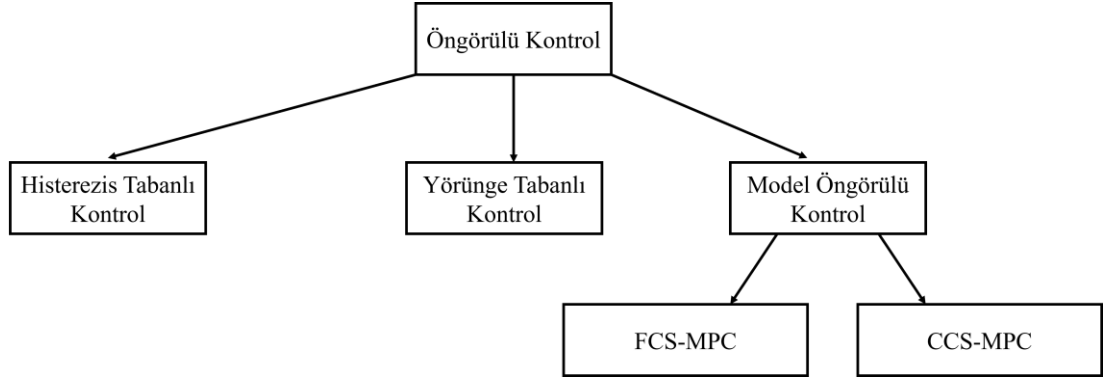 Öngörülü Kontrol
Histerezis Tabanlı
Kontrol
Yörünge Tabanlı
Kontrol
Model Öngörülü
Kontrol
FCS-MPC
CCS-MPC